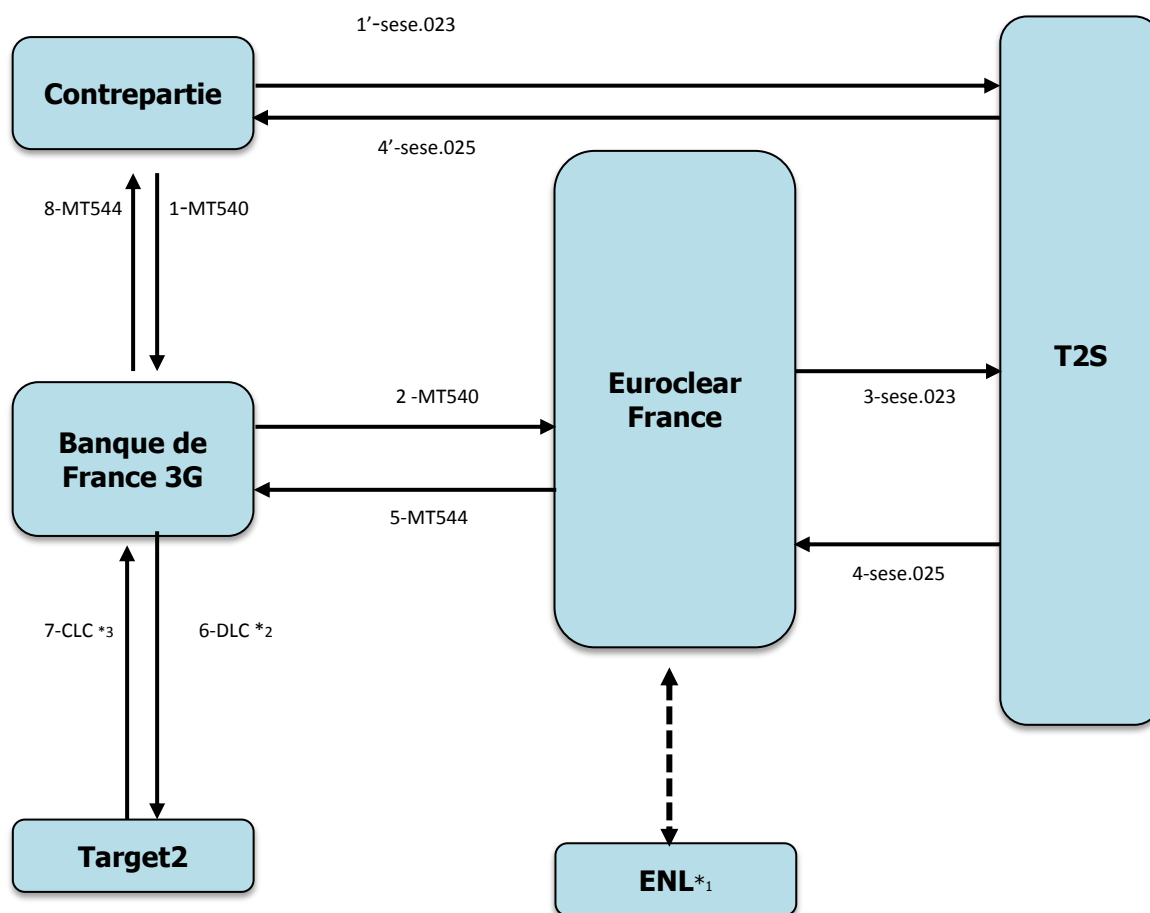 1'-sese.023
Contrepartie
4'-sese.025
8-MT544
1-MT540
T2S
Euroclear
France
3-sese.023
2 -MT540
Banque de
France 3G
5-MT544
4-sese.025
7-CLC *3
6-DLC *2
Target2
ENL*1